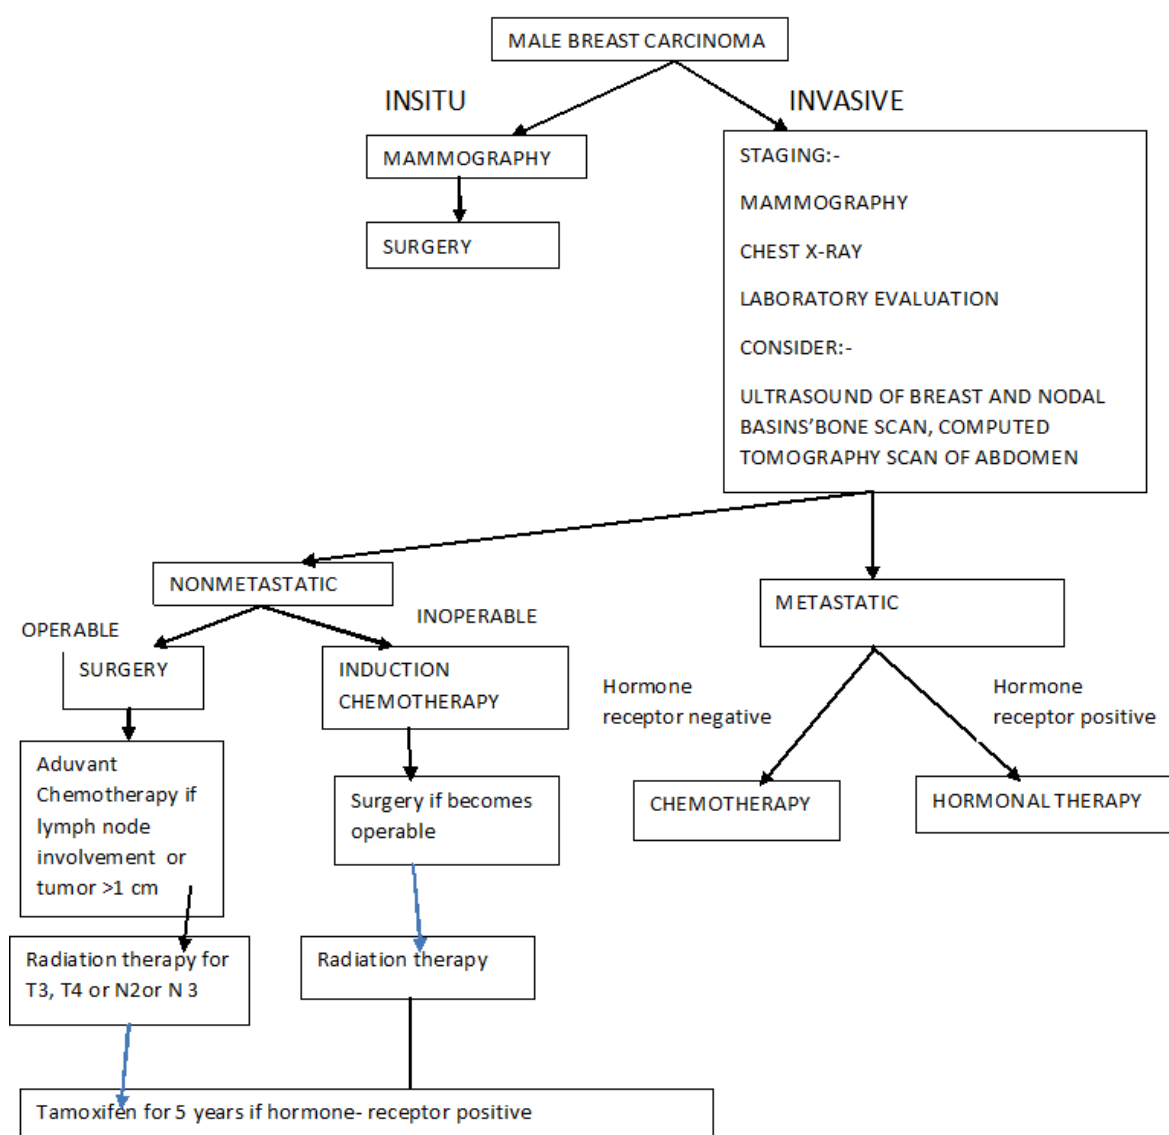 MALE BREAST CARCINOMA
INSITU
INVASIVE
MAMMOGRAPHY
SURGERY
STAGING:-
MAMMOGRAPHY
CHEST X-RAY
LABORATORY EVALUATION
CONSIDER:-
ULTRASOUND OF BREAST AND NODAL
BASINS’BONE SCAN, COMPUTED
TOMOGRAPHY SCAN OF ABDOMEN
NONMETASTATIC
METASTATIC
OPERABLE
INOPERABLE
SURGERY
INDUCTION
CHEMOTHERAPY
Hormone
receptor negative
Hormone
receptor positive
Aduvant
Chemotherapy if
lymph node
involvement or
tumor >1 cm
Surgery if becomes
operable
CHEMOTHERAPY
HORMONAL THERAPY
Radiation therapy for
T3, T4 or N2or N 3
Radiation therapy
Tamoxifen for 5 years if hormone- receptor positive